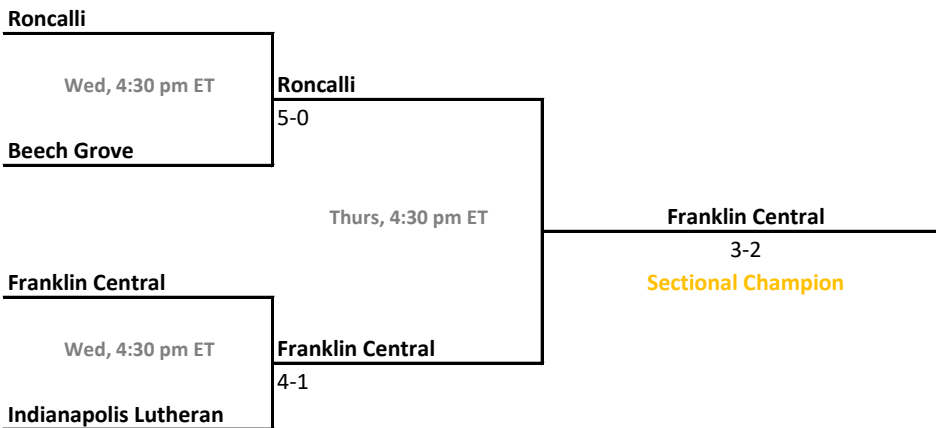 Roncalli
Wed, 4:30 pm ET
Roncalli
5-0
Beech Grove
Thurs, 4:30 pm ET
Franklin Central
3-2
Sectional Champion
Franklin Central
Wed, 4:30 pm ET
Franklin Central
4-1
Indianapolis Lutheran